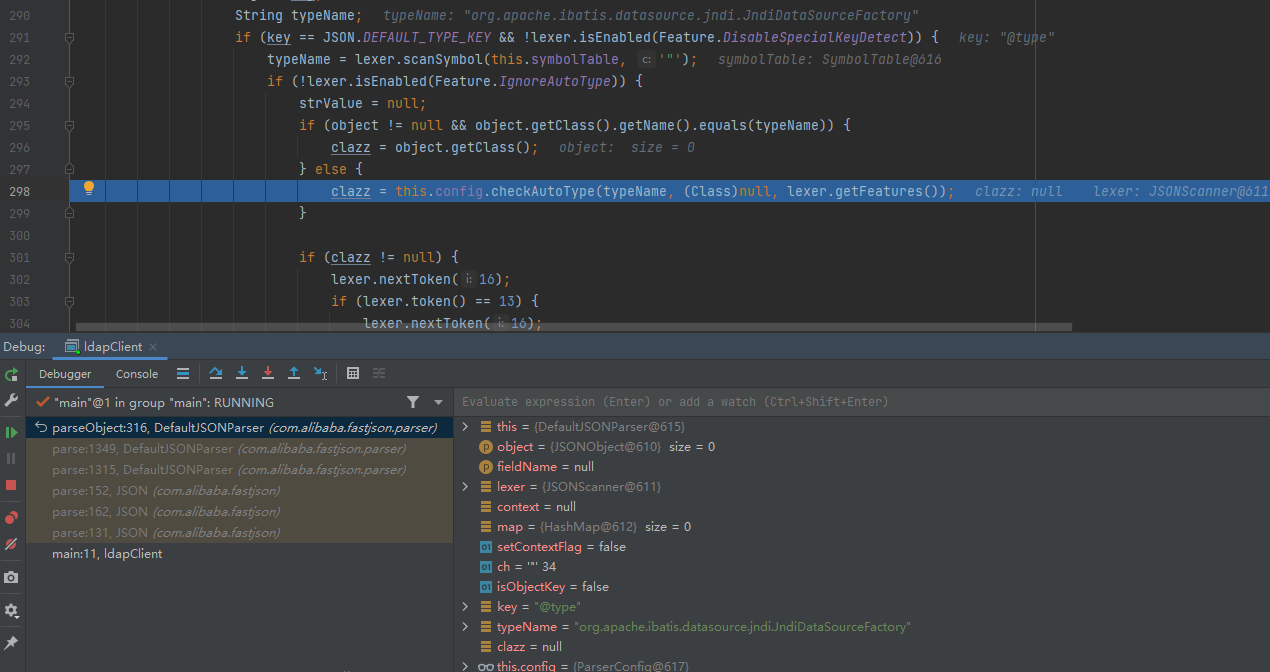 290 String typeName; typeName: "org.apache.ibatis.datasource.jndi.JndiDataSourceFactory"
291 if (key == JSON.DEFAULT_TYPE_KEY && !lexer.isEnabled(Feature.DisableSpecialKeyDetect)) { key: "@type"
292 typeName = lexer.scanSymbol(this.symbolTable, c: '"'); symbolTable: SymbolTable@616
293 if (!lexer.isEnabled(Feature.IgnoreAutoType)) {
294 strValue = null;
295 if (object != null && object.getClass().getName().equals(typeName)) {
296 clazz = object.getClass(); object: size = 0
297 } else {
298 clazz = this.config.checkAutoType(typeName, (Class)null, lexer.getFeatures()); clazz: null lexer: JSONScanner@611
299 }
300
301 if (clazz != null) {
302 lexer.nextToken( i: 16);
303 if (lexer.token() == 13) {
304 lexer.nextToken( i: 16);
Debug: ldapClient ×
Debugger Console
"main"@1 in group "main": RUNNING
Evaluate expression (Enter) or add a watch (Ctrl+Shift+Enter)
parseObject:316, DefaultJSONParser (com.alibaba.fastjson.parser)
parse:1349, DefaultJSONParser (com.alibaba.fastjson.parser)
parse:1315, DefaultJSONParser (com.alibaba.fastjson.parser)
parse:152, JSON (com.alibaba.fastjson)
parse:162, JSON (com.alibaba.fastjson)
parse:131, JSON (com.alibaba.fastjson)
main:11, ldapClient
this = {DefaultJSONParser@615}
object = {JSONObject@610} size = 0
fieldName = null
lexer = {JSONScanner@611}
context = null
map = {HashMap@612} size = 0
setContextFlag = false
ch = '"' 34
isObjectKey = false
key = "@type"
typeName = "org.apache.ibatis.datasource.jndi.JndiDataSourceFactory"
clazz = null
this.config = {ParserConfig@617}